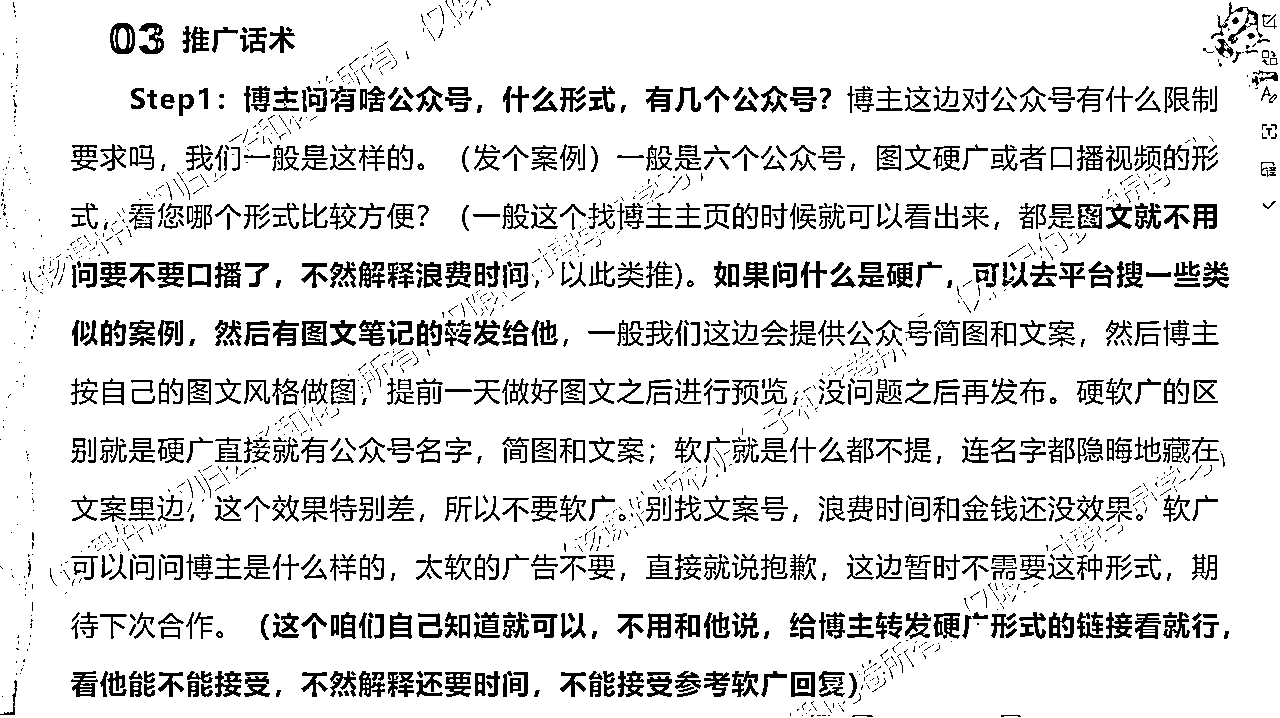 03 推广话术
Step1：博主问有啥公众号，什么形式，有几个公众号？博主这边对公众号有什么限制
要求吗，我们一般是这样的。（发个案例）一般是六个公众号，图文硬广或者口播视频的形
式，看您哪个形式比较方便？（一般这个找博主主页的时候就可以看出来，都是图文就不用
问要不要口播了，不然解释浪费时间，以此类推)。如果问什么是硬广，可以去平台搜一些类
似的案例，然后有图文笔记的转发给他，一般我们这边会提供公众号简图和文案，然后博主
按自己的图文风格做图，提前一天做好图文之后进行预览，没问题之后再发布。硬软广的区
别就是硬广直接就有公众号名字，简图和文案；软广就是什么都不提，连名字都隐晦地藏在
文案里边，这个效果特别差，所以不要软广。别找文案号，浪费时间和金钱还没效果。软广
可以问问博主是什么样的，太软的广告不要，直接就说抱歉，这边暂时不需要这种形式，期
待下次合作。（这个咱们自己知道就可以，不用和他说，给博主转发硬广形式的链接看就行，
看他能不能接受，不然解释还要时间，不能接受参考软广回复）